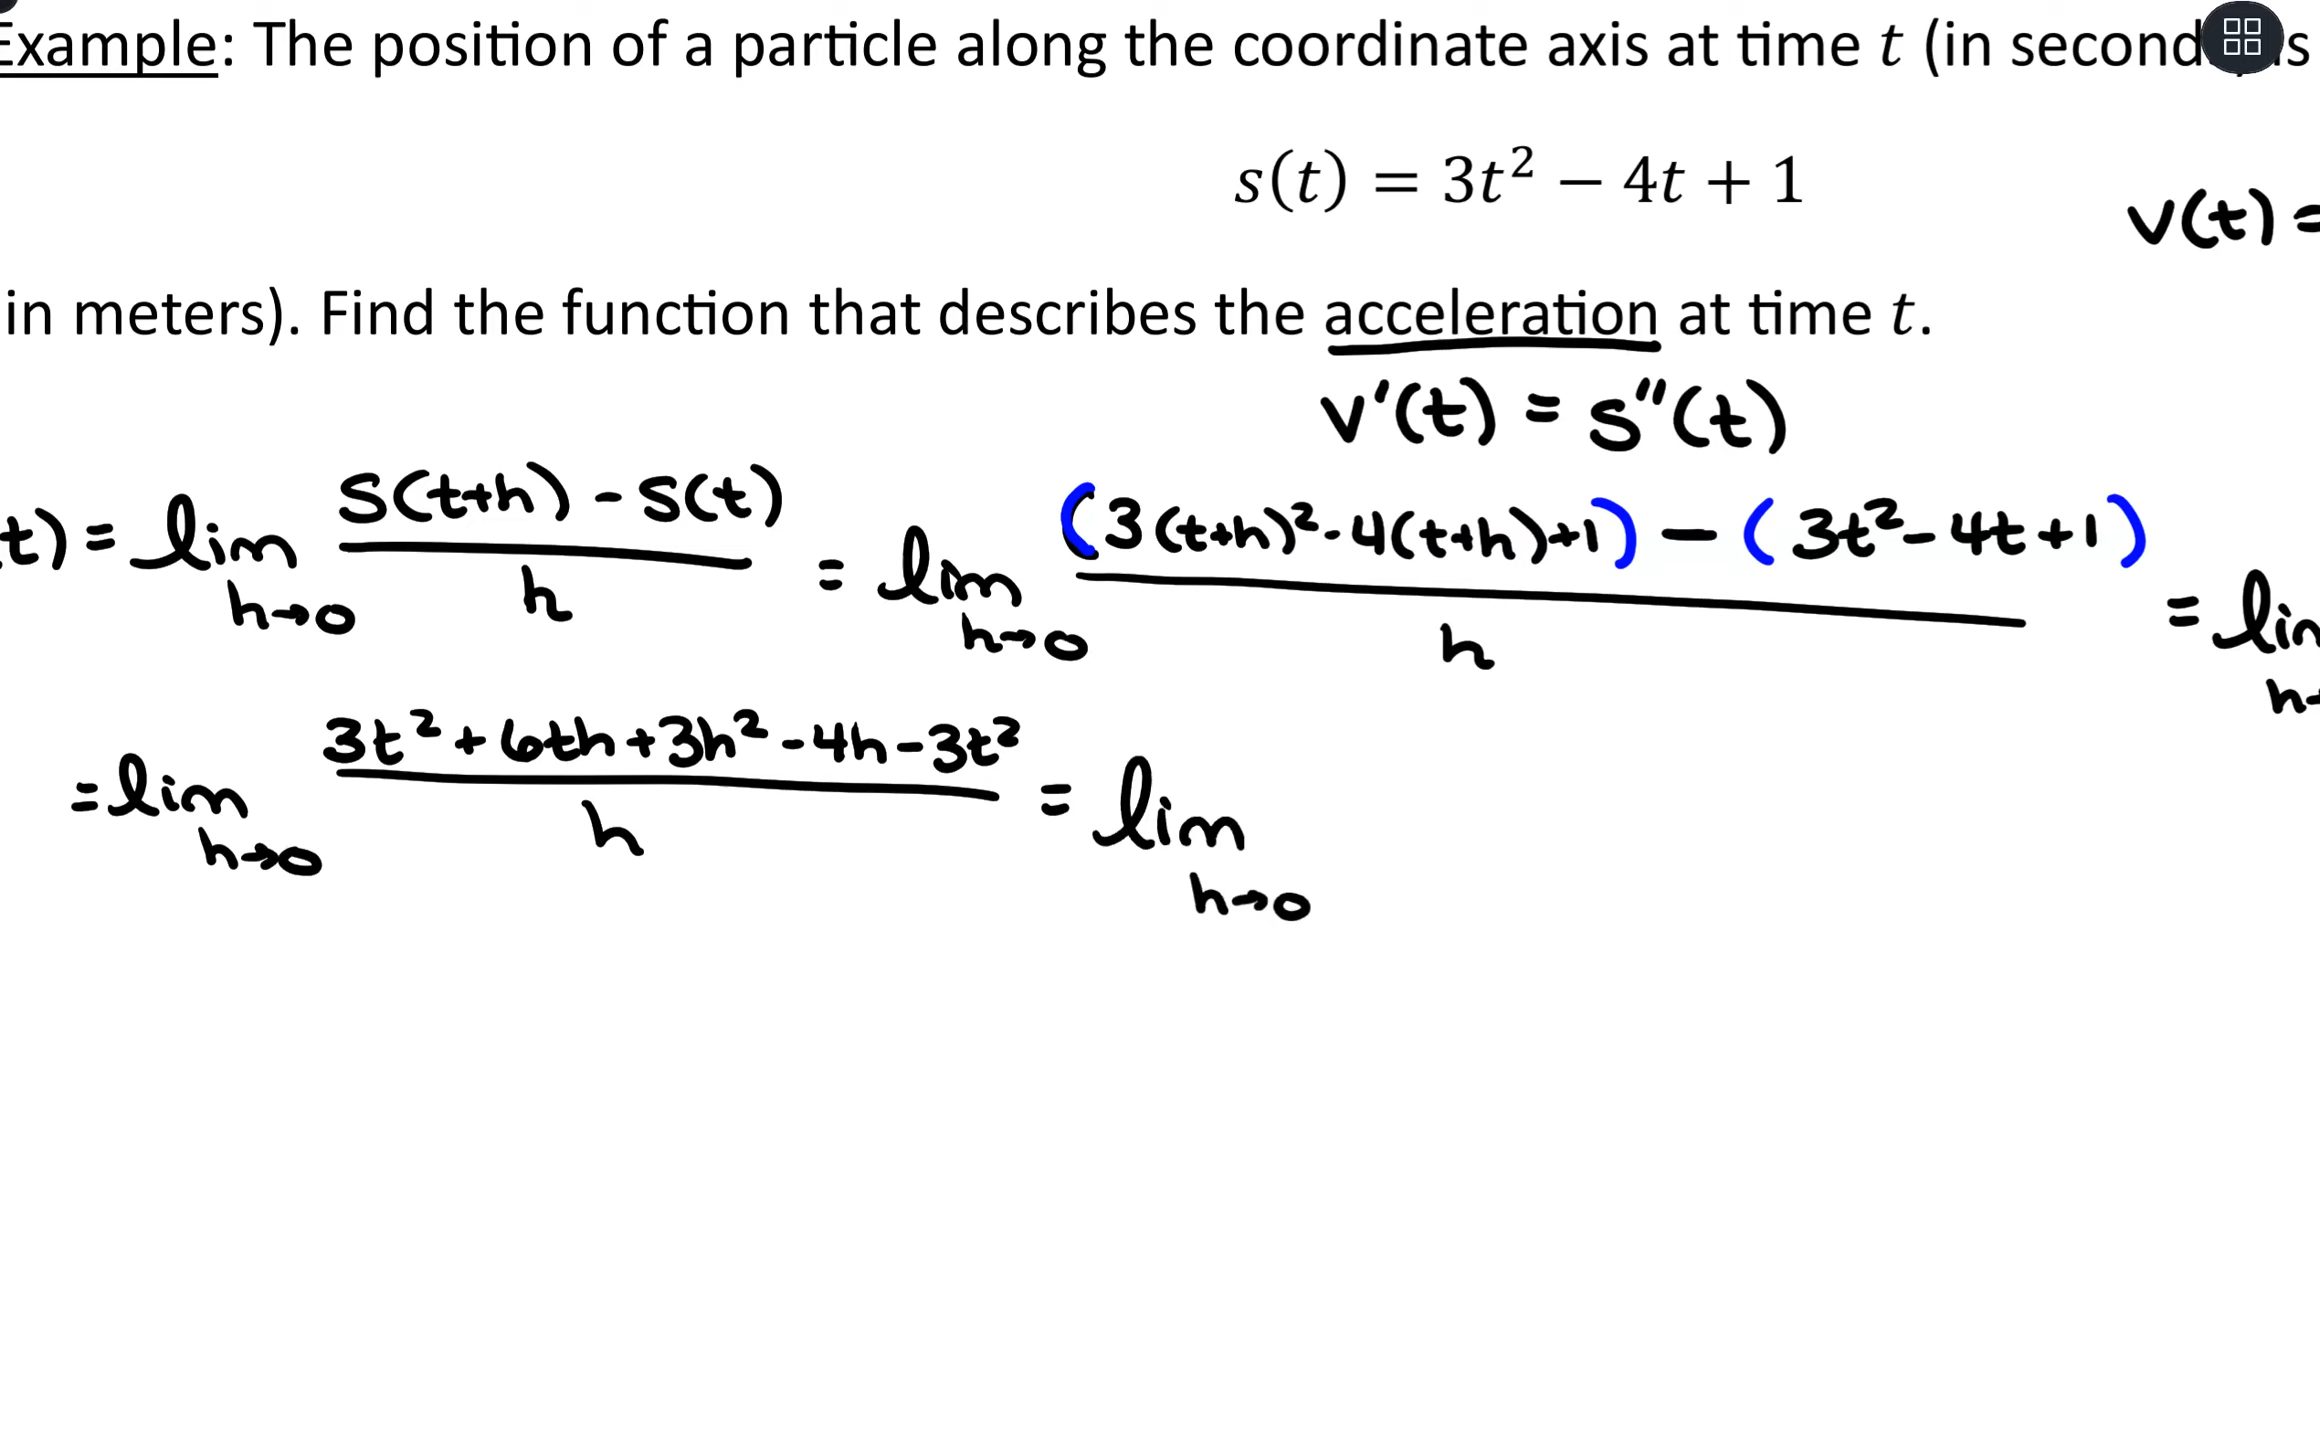 Example: The position of a particle along the coordinate axis at time t (in second is
s(t) = 3t² − 4t + 1
v(t) =
in meters). Find the function that describes the acceleration at time t.
v'(t) = s"(t)
t) = lim h→0 S(t+h) - S(t) / h = lim h→0 (3(t+h)²-4(t+h)+1) - (3t²-4t+1) / h = lim h→
= lim h→0 3t²+6th+3h²-4h-3t² / h = lim h→0